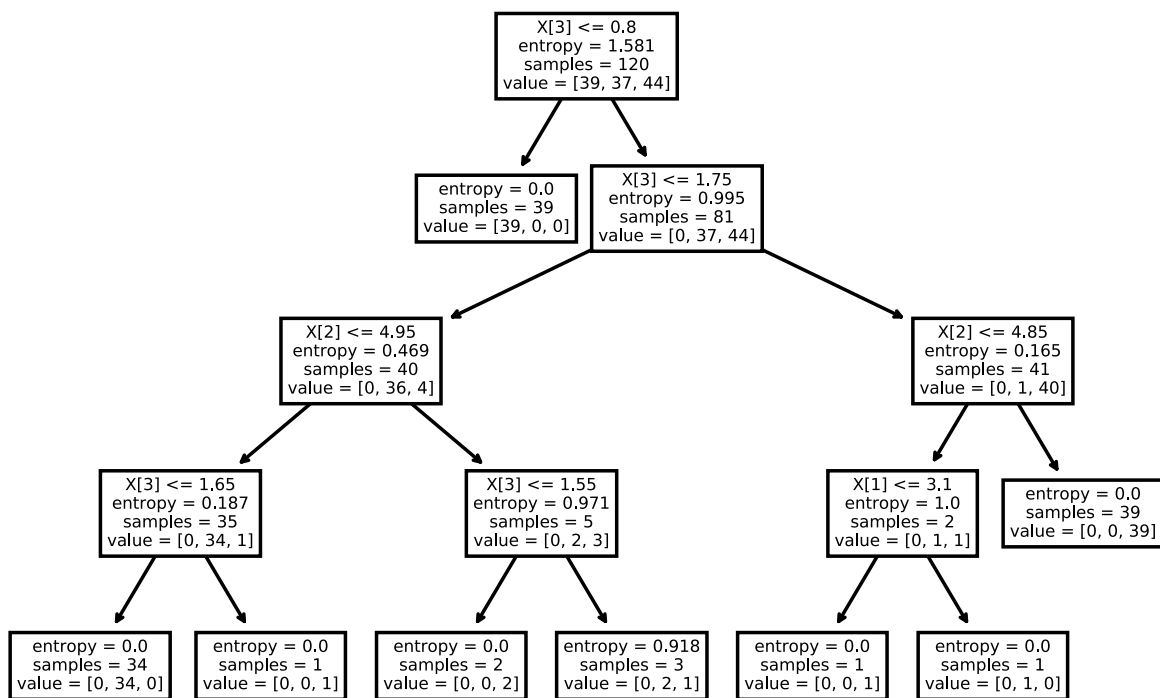 X[3] <= 0.8
entropy = 1.581
samples = 120
value = [39, 37, 44]
entropy = 0.0
samples = 39
value = [39, 0, 0]
X[3] <= 1.75
entropy = 0.995
samples = 81
value = [0, 37, 44]
X[2] <= 4.95
entropy = 0.469
samples = 40
value = [0, 36, 4]
X[2] <= 4.85
entropy = 0.165
samples = 41
value = [0, 1, 40]
X[3] <= 1.65
entropy = 0.187
samples = 35
value = [0, 34, 1]
X[3] <= 1.55
entropy = 0.971
samples = 5
value = [0, 2, 3]
X[1] <= 3.1
entropy = 1.0
samples = 2
value = [0, 1, 1]
entropy = 0.0
samples = 39
value = [0, 0, 39]
entropy = 0.0
samples = 34
value = [0, 34, 0]
entropy = 0.0
samples = 1
value = [0, 0, 1]
entropy = 0.0
samples = 2
value = [0, 0, 2]
entropy = 0.918
samples = 3
value = [0, 2, 1]
entropy = 0.0
samples = 1
value = [0, 0, 1]
entropy = 0.0
samples = 1
value = [0, 1, 0]